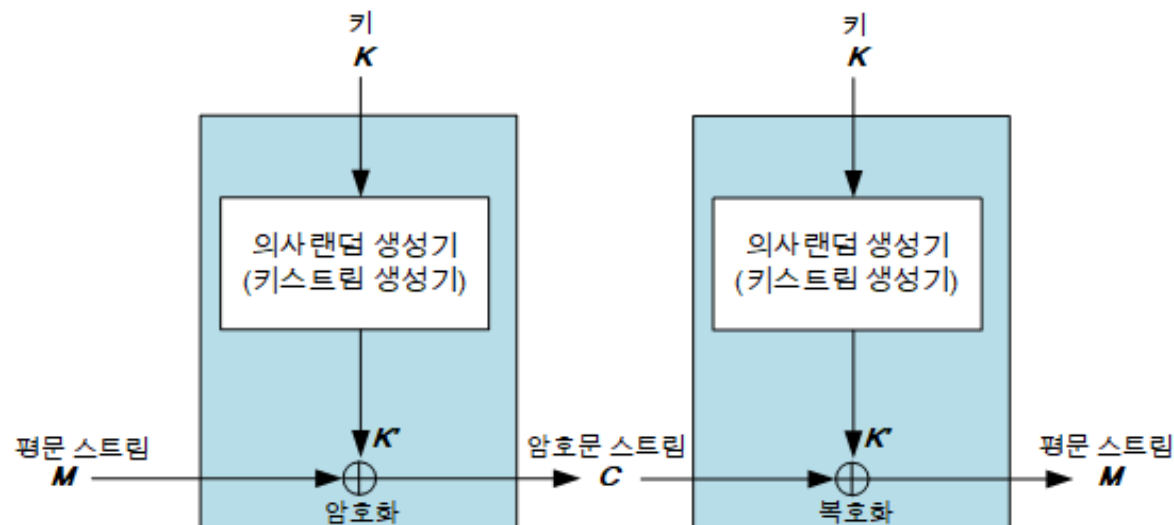 키
K
키
K
의사랜덤 생성기
(키스트림 생성기)
의사랜덤 생성기
(키스트림 생성기)
평문 스트림
M
K'
암호화
암호문 스트림
C
K'
복호화
평문 스트림
M